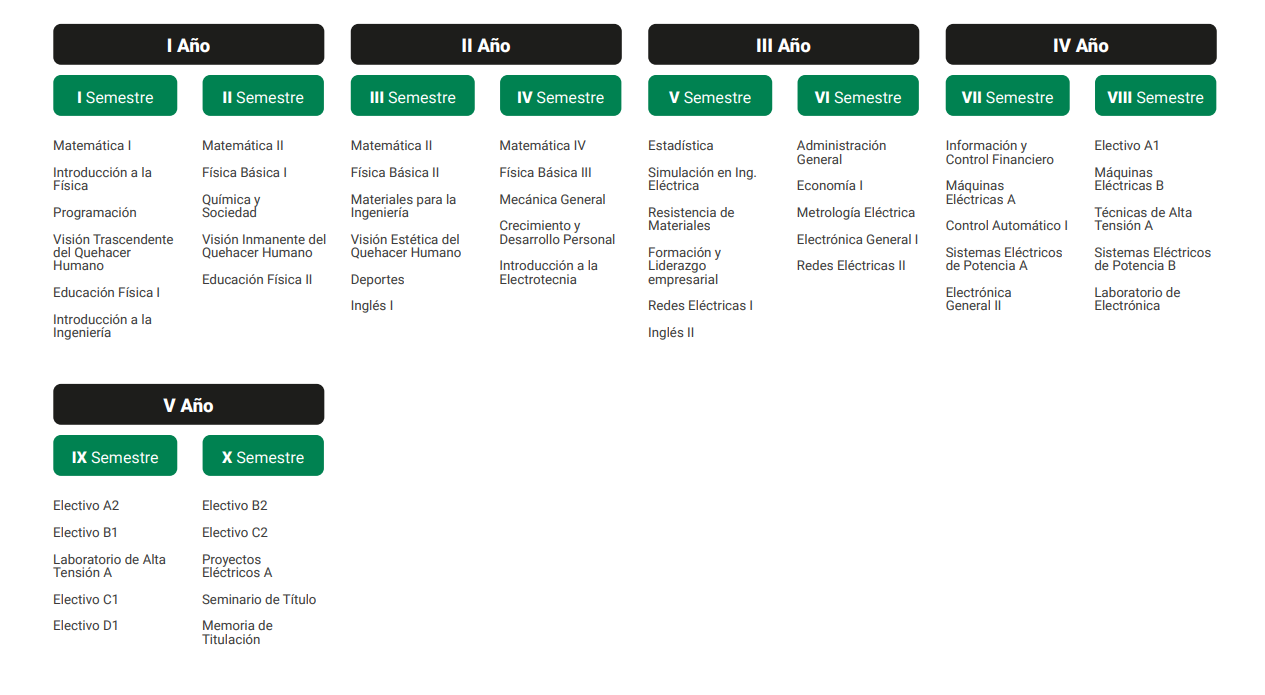 I Año
I Semestre
Matemática I
Introducción a la
Física
Programación
Visión Trascendente
del Quehacer
Humano
Educación Física I
Introducción a la
Ingeniería
II Semestre
Matemática II
Física Básica I
Química y
Sociedad
Visión Inmanente del
Quehacer Humano
Educación Física II
II Año
III Semestre
Matemática II
Física Básica II
Materiales para la
Ingeniería
Visión Estética del
Quehacer Humano
Deportes
Inglés I
IV Semestre
Matemática IV
Física Básica III
Mecánica General
Crecimiento y
Desarrollo Personal
Introducción a la
Electrotecnia
III Año
V Semestre
Estadística
Simulación en Ing.
Eléctrica
Resistencia de
Materiales
Formación y
Liderazgo
empresarial
Redes Eléctricas I
Inglés II
VI Semestre
Administración
General
Economía I
Metrología Eléctrica
Electrónica General I
Redes Eléctricas II
IV Año
VII Semestre
Información y
Control Financiero
Máquinas
Eléctricas A
Control Automático I
Sistemas Eléctricos
de Potencia A
Electrónica
General II
VIII Semestre
Electivo A1
Máquinas
Eléctricas B
Técnicas de Alta
Tensión A
Sistemas Eléctricos
de Potencia B
Laboratorio de
Electrónica
V Año
IX Semestre
Electivo A2
Electivo B1
Laboratorio de Alta
Tensión A
Electivo C1
Electivo D1
X Semestre
Electivo B2
Electivo C2
Proyectos
Eléctricos A
Seminario de Título
Memoria de
Titulación